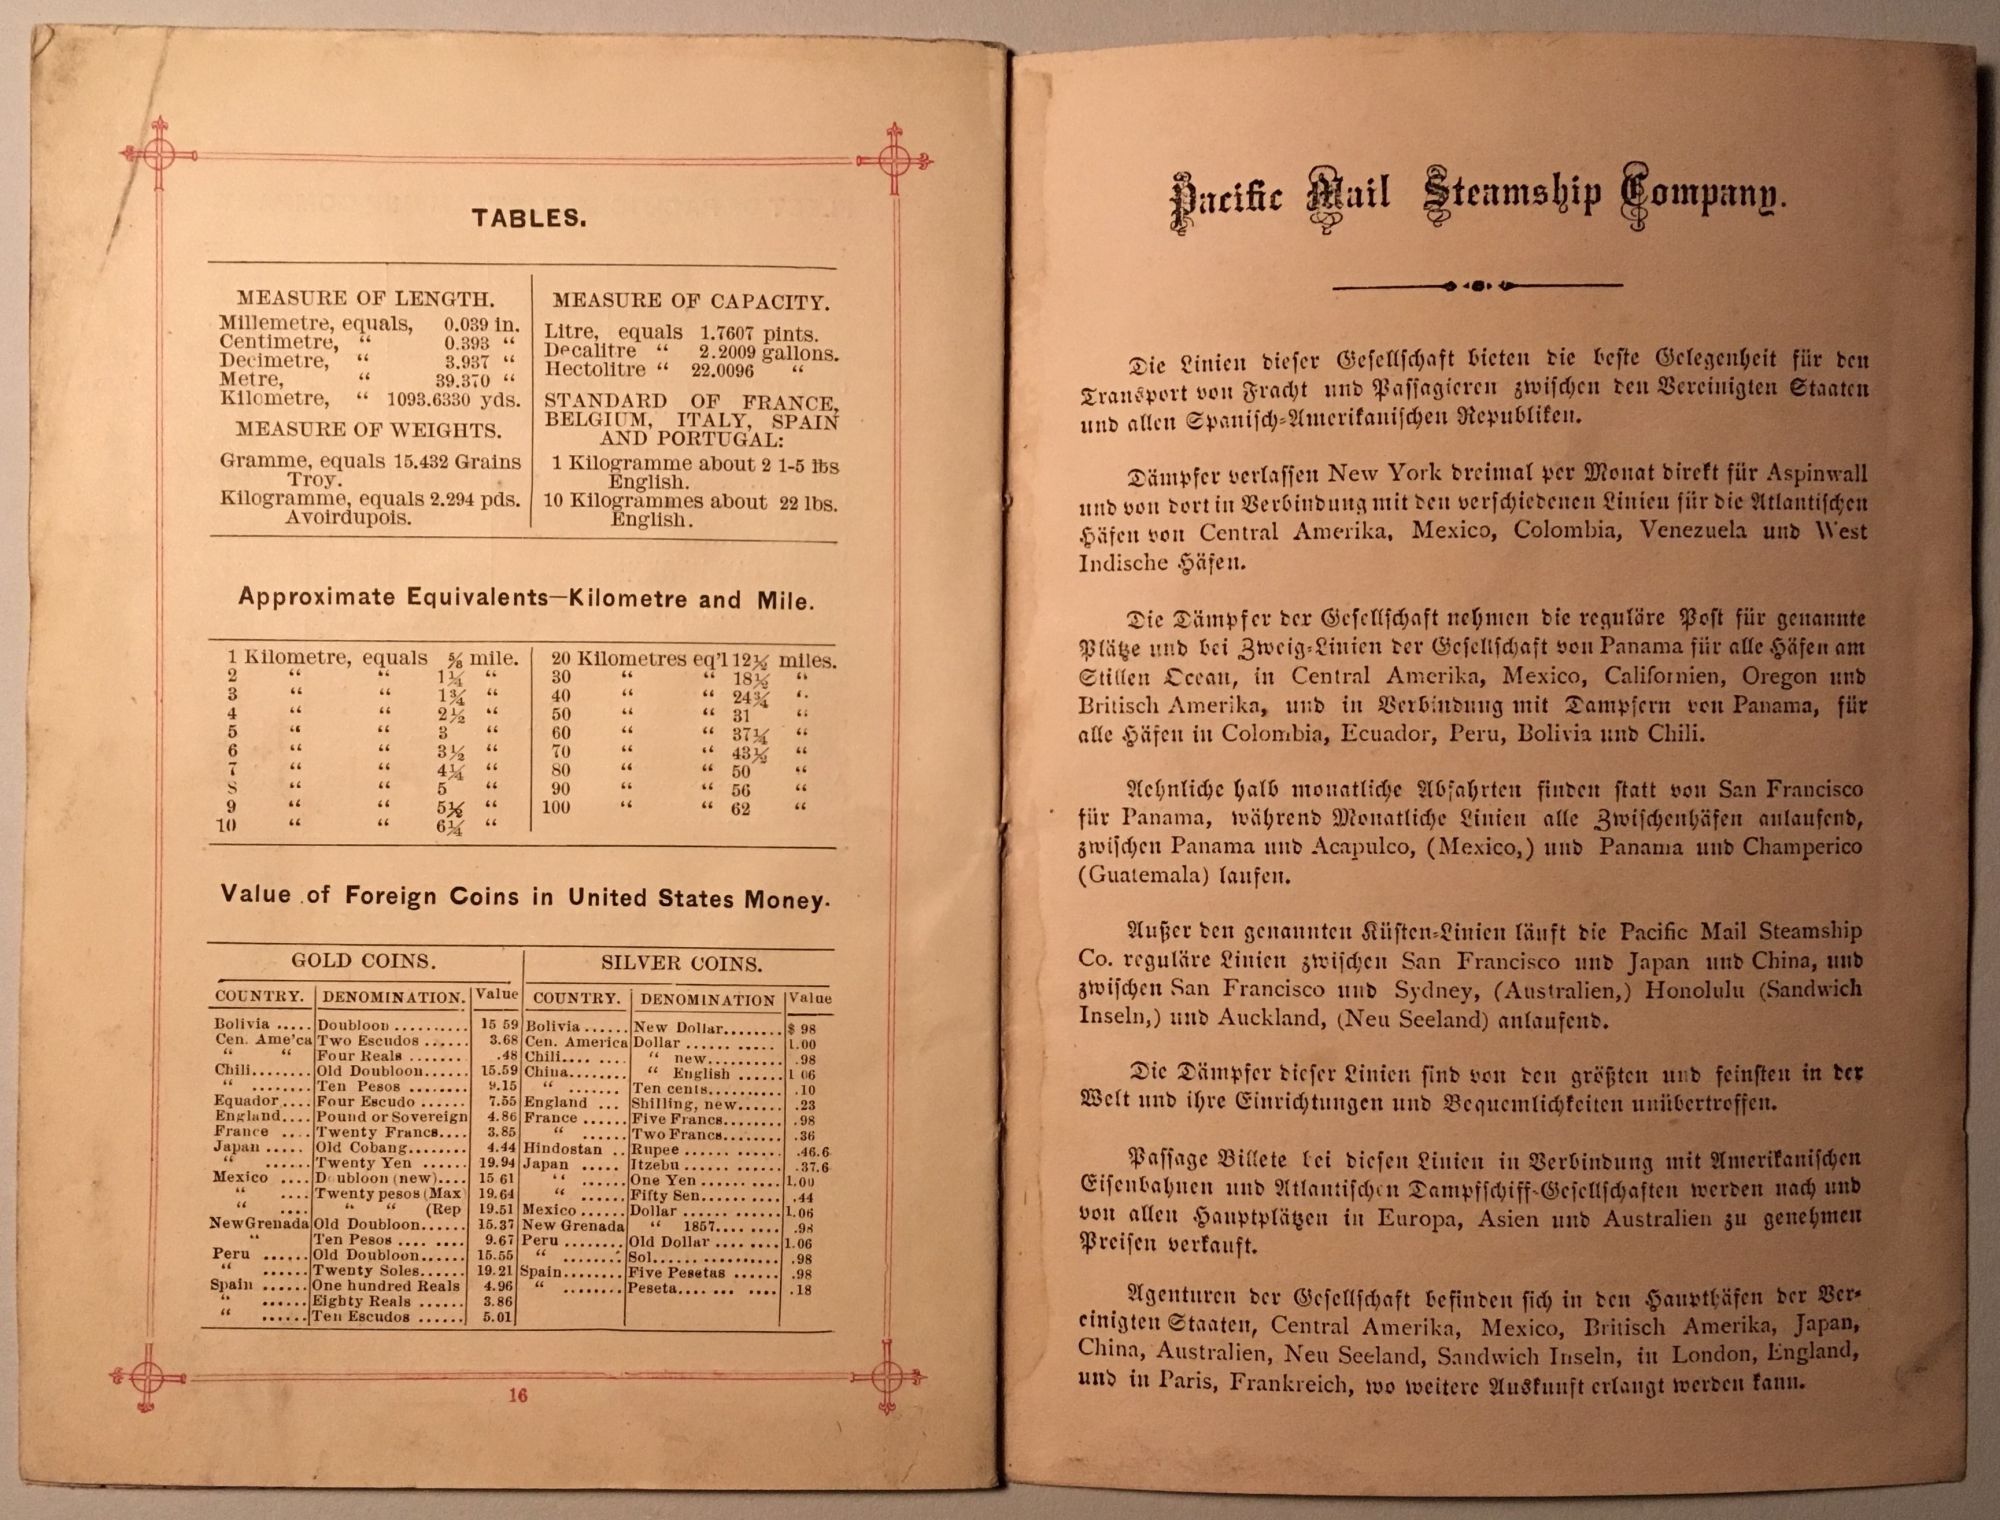 TABLES.
MEASURE OF LENGTH.
Millemetre, equals, 0.039 in.
Centimetre, “ 0.393 “
Decimetre, “ 3.937 “
Metre, “ 39.370 “
Kilometre, “ 1093.6330 yds.
MEASURE OF WEIGHTS.
Gramme, equals 15.432 Grains
Troy.
Kilogramme, equals 2.294 pds.
Avoirdupois.
MEASURE OF CAPACITY.
Litre, equals 1.7607 pints.
Decalitre “ 2.2009 gallons.
Hectolitre “ 22.0096 “
STANDARD OF FRANCE,
BELGIUM, ITALY, SPAIN
AND PORTUGAL:
1 Kilogramme about 2 1-5 lbs
English.
10 Kilogrammes about 22 lbs.
English.
Approximate Equivalents—Kilometre and Mile.
1 Kilometre, equals ⅝ mile.
2 “ “ 1¼ “
3 “ “ 1¾ “
4 “ “ 2½ “
5 “ “ 3 “
6 “ “ 3½ “
7 “ “ 4¼ “
8 “ “ 5 “
9 “ “ 5½ “
10 “ “ 6¼ “
20 Kilometres eq'l 12½ miles.
30 “ “ 18½ “
40 “ “ 24¾ “
50 “ “ 31 “
60 “ “ 37¼ “
70 “ “ 43½ “
80 “ “ 50 “
90 “ “ 56 “
100 “ “ 62 “
Value of Foreign Coins in United States Money.
GOLD COINS.
COUNTRY. DENOMINATION. Value
Bolivia ..... Doubloon .......... 15 59
Cen. Ame'ca Two Escudos ...... 3.68
“ “ Four Reals ....... .48
Chili........ Old Doubloon...... 15.59
“ ........ Ten Pesos ........ 9.15
Equador.... Four Escudo ...... 7.55
England.... Pound or Sovereign 4.86
France .... Twenty Francs.... 3.85
Japan ..... Old Cobang........ 4.44
“ ...... Twenty Yen ...... 19.94
Mexico .... Doubloon (new).... 15 61
“ .... Twenty pesos (Max 19.64
“ .... “ “ (Rep 19.51
New Grenada Old Doubloon...... 15.37
“ Ten Pesos .... .... 9.67
Peru ...... Old Doubloon...... 15.55
“ ...... Twenty Soles...... 19.21
Spain ...... One hundred Reals 4.96
“ ...... Eighty Reals ...... 3.86
“ ...... Ten Escudos ...... 5.01
SILVER COINS.
COUNTRY. DENOMINATION Value
Bolivia...... New Dollar........ $ 98
Cen. America Dollar ...... ..... 1.00
Chili.... .... “ new.......... .98
China........ “ English ...... 1 06
“ ...... Ten cents.......... .10
England ... Shilling, new...... .23
France ...... Five Francs........ .98
“ ...... Two Francs........ .36
Hindostan .. Rupee ...... ...... .46.6
Japan ..... Itzebu ...... ...... .37.6
“ ...... One Yen ...... .... 1.00
“ ...... Fifty Sen...... .... .44
Mexico ...... Dollar ...... ...... 1.06
New Grenada “ 1857.... .... .98
Peru ........ Old Dollar .... .... 1.06
“ ........ Sol...... .......... .98
Spain........ Five Pesetas ...... .98
“ ........ Peseta.... ... .... .18
16
Pacific Mail Steamship Company.
Die Linien dieser Gesellschaft bieten die beste Gelegenheit für den
Transport von Fracht und Passagieren zwischen den Vereinigten Staaten
und allen Spanisch-Amerikanischen Republiken.
Dämpfer verlassen New York dreimal per Monat direkt für Aspinwall
und von dort in Verbindung mit den verschiedenen Linien für die Atlantischen
Häfen von Central Amerika, Mexico, Colombia, Venezuela und West
Indische Häfen.
Die Dämpfer der Gesellschaft nehmen die reguläre Post für genannte
Plätze und bei Zweig-Linien der Gesellschaft von Panama für alle Häfen am
Stillen Ocean, in Central Amerika, Mexico, Californien, Oregon und
Britisch Amerika, und in Verbindung mit Dampfern von Panama, für
alle Häfen in Colombia, Ecuador, Peru, Bolivia und Chili.
Aehnliche halb monatliche Abfahrten finden statt von San Francisco
für Panama, während Monatliche Linien alle Zwischenhäfen anlaufend,
zwischen Panama und Acapulco, (Mexico,) und Panama und Champerico
(Guatemala) laufen.
Außer den genannten Küsten-Linien läuft die Pacific Mail Steamship
Co. reguläre Linien zwischen San Francisco und Japan und China, und
zwischen San Francisco und Sydney, (Australien,) Honolulu (Sandwich
Inseln,) und Auckland, (Neu Seeland) anlaufend.
Die Dämpfer dieser Linien sind von den größten und feinsten in der
Welt und ihre Einrichtungen und Bequemlichkeiten unübertroffen.
Passage Billete bei diesen Linien in Verbindung mit Amerikanischen
Eisenbahnen und Atlantischen Dampfschiff-Gesellschaften werden nach und
von allen Hauptplätzen in Europa, Asien und Australien zu genehmen
Preisen verkauft.
Agenturen der Gesellschaft befinden sich in den Haupthäfen der Ver-
einigten Staaten, Central Amerika, Mexico, Britisch Amerika, Japan,
China, Australien, Neu Seeland, Sandwich Inseln, in London, England,
und in Paris, Frankreich, wo weitere Auskunft erlangt werden kann.